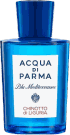 ACQUA
DI
PARMA
Blu Mediterraneo
CHINOTTO
di LIGURIA